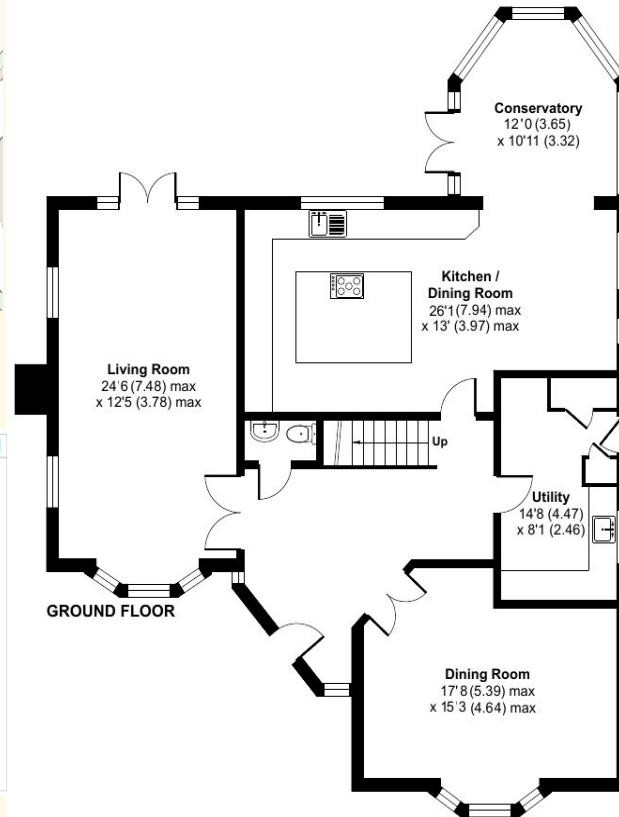 Conservatory
12'0 (3.65)
x 10'11 (3.32)
Kitchen /
Dining Room
26'1 (7.94) max
x 13' (3.97) max
Living Room
24'6 (7.48) max
x 12'5 (3.78) max
Up
Utility
14'8 (4.47)
x 8'1 (2.46)
GROUND FLOOR
Dining Room
17'8 (5.39) max
x 15'3 (4.64) max